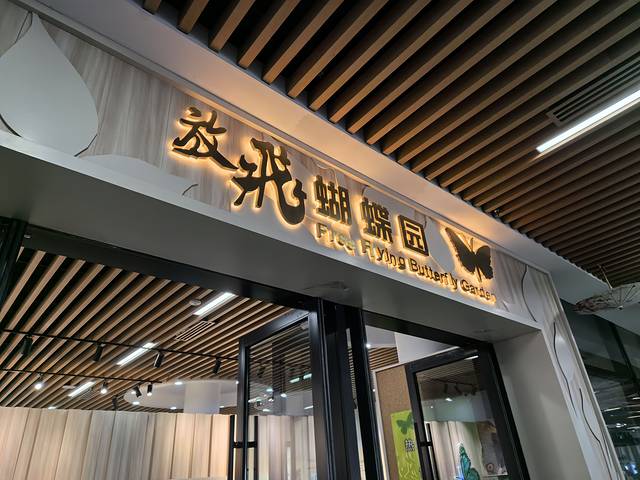 放飛蝴蝶园
Free Flying Butterfly Garden